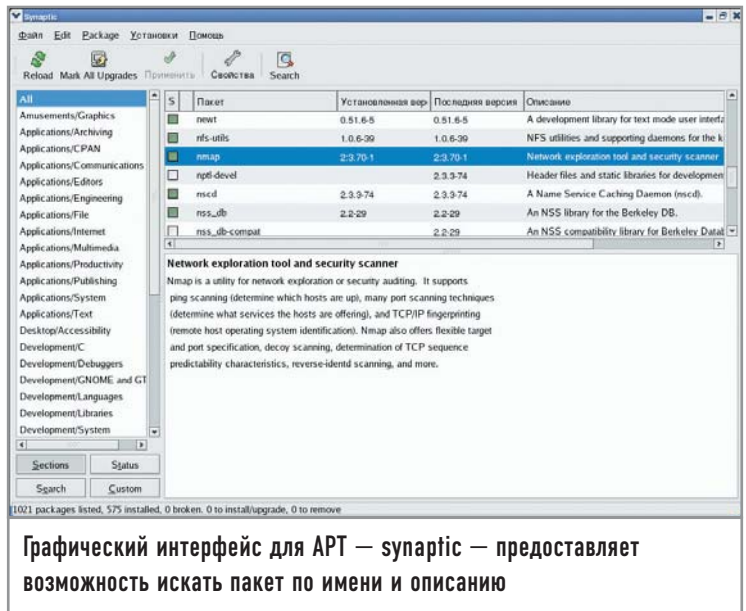 Synaptic
Файл Edit Package Установки Помощь
Reload Mark All Upgrades Применить Свойства Search
All
Amusements/Graphics
Applications/Archiving
Applications/CPAN
Applications/Communications
Applications/Editors
Applications/Engineering
Applications/File
Applications/Internet
Applications/Multimedia
Applications/Productivity
Applications/Publishing
Applications/System
Applications/Text
Desktop/Accessibility
Development/C
Development/Debuggers
Development/GNOME and GT
Development/Languages
Development/Libraries
Development/System
Sections Status
Search Custom
S Пакет Установленная вер Последняя версия Описание
newt 0.51.6-5 0.51.6-5 A development library for text mode user interfa
nfs-utils 1.0.6-39 1.0.6-39 NFS utilities and supporting daemons for the k
nmap 2:3.70-1 2:3.70-1 Network exploration tool and security scanner
nptl-devel 2.3.3-74 Header files and static libraries for developmen
nscd 2.3.3-74 2.3.3-74 A Name Service Caching Daemon (nscd).
nss_db 2.2-29 2.2-29 An NSS library for the Berkeley DB.
nss_db-compat 2.2-29 An NSS compatibility library for Berkeley Datab
Network exploration tool and security scanner
Nmap is a utility for network exploration or security auditing. It supports
ping scanning (determine which hosts are up), many port scanning techniques
(determine what services the hosts are offering), and TCP/IP fingerprinting
(remote host operating system identification). Nmap also offers flexible target
and port specification, decoy scanning, determination of TCP sequence
predictability characteristics, reverse-identd scanning, and more.
1021 packages listed, 575 installed, 0 broken. 0 to install/upgrade, 0 to remove
Графический интерфейс для APT — synaptic — предоставляет
возможность искать пакет по имени и описанию